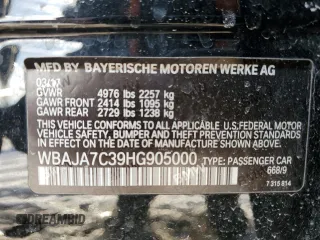 MFD BY BAYERISCHE MOTOREN WERKE AG
03/17
GVWR 4976 lbs 2257 kg
GAWR FRONT 2414 lbs 1095 kg
GAWR REAR 2729 lbs 1238 kg
THIS VEHICLE CONFORMS TO ALL APPLICABLE
U.S. FEDERAL MOTOR VEHICLE SAFETY, BUMPER,
AND THEFT PREVENTION STANDARDS IN EFFECT ON
THE DATE OF MANUFACTURE SHOWN ABOVE.
WBAJA7C39HG905000 TYPE: PASSENGER CAR
668/9
7 315 814